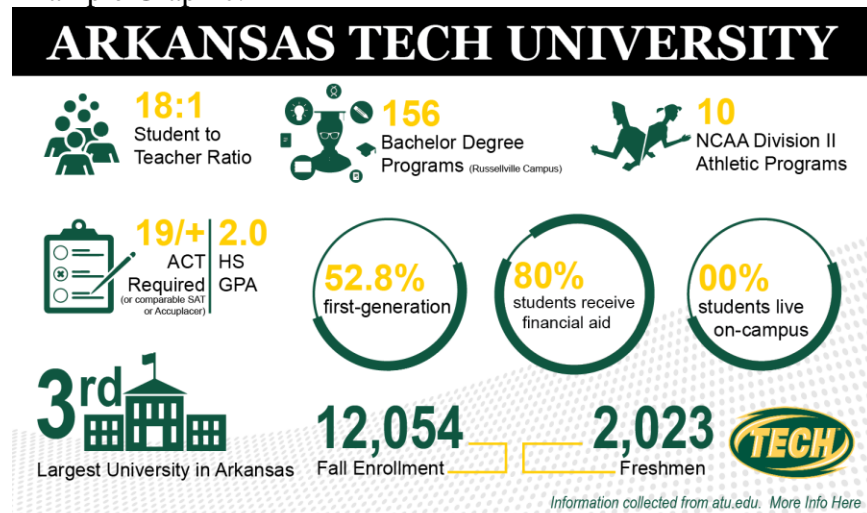 ARKANSAS TECH UNIVERSITY
18:1
Student to
Teacher Ratio
156
Bachelor Degree
Programs (Russellville Campus)
10
NCAA Division II
Athletic Programs
19/+
ACT
Required
(or comparable SAT
or Accuplacer)
2.0
HS
GPA
52.8%
first-generation
80%
students receive
financial aid
00%
students live
on-campus
3rd
Largest University in Arkansas
12,054
Fall Enrollment
2,023
Freshmen
TECH
Information collected from atu.edu. More Info Here